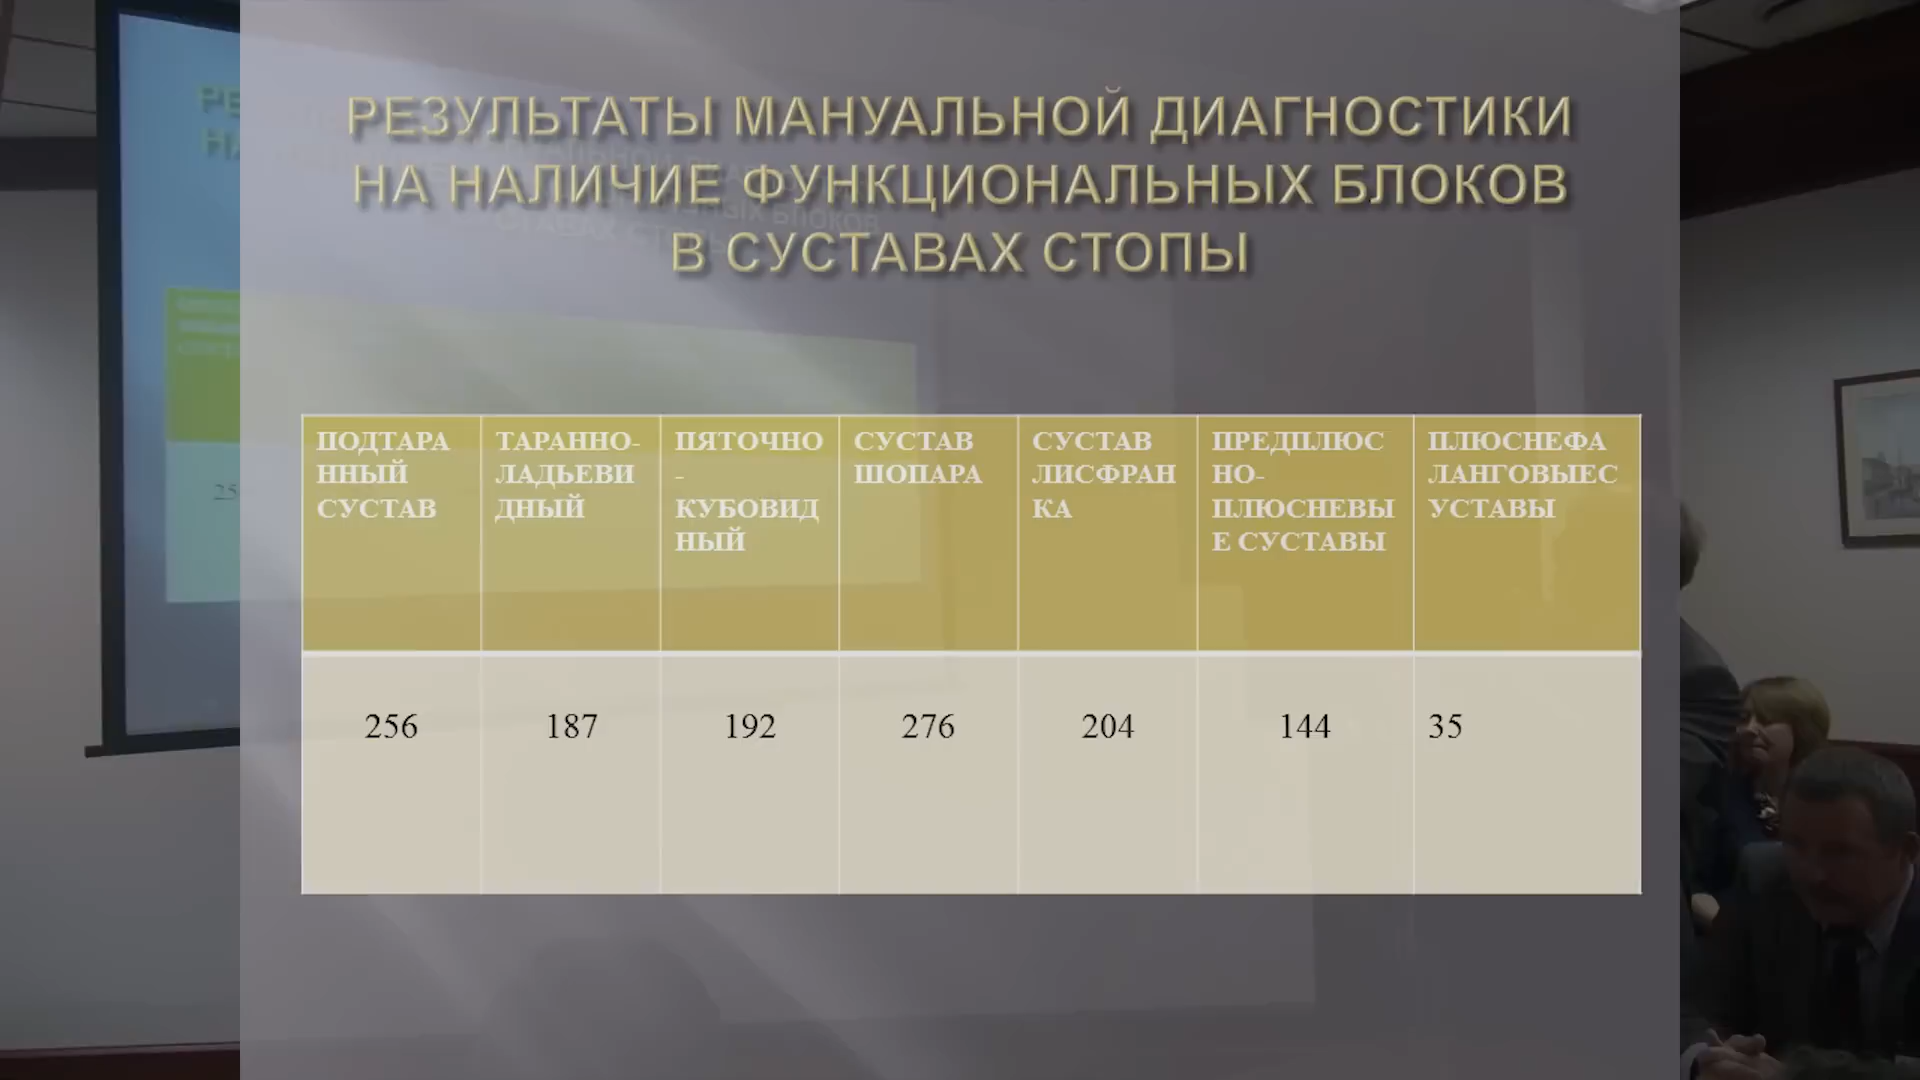 РЕЗУЛЬТАТЫ МАНУАЛЬНОЙ ДИАГНОСТИКИ
НА НАЛИЧИЕ ФУНКЦИОНАЛЬНЫХ БЛОКОВ
В СУСТАВАХ СТОПЫ
ПОДТАРА
ННЫЙ
СУСТАВ
ТАРАННО-
ЛАДЬЕВИ
ДНЫЙ
ПЯТОЧНО
-
КУБОВИД
НЫЙ
СУСТАВ
ШОПАРА
СУСТАВ
ЛИСФРАН
КА
ПРЕДПЛЮС
НО-
ПЛЮСНЕВЫ
Е СУСТАВЫ
ПЛЮСНЕФА
ЛАНГОВЫЕС
УСТАВЫ
256
187
192
276
204
144
35